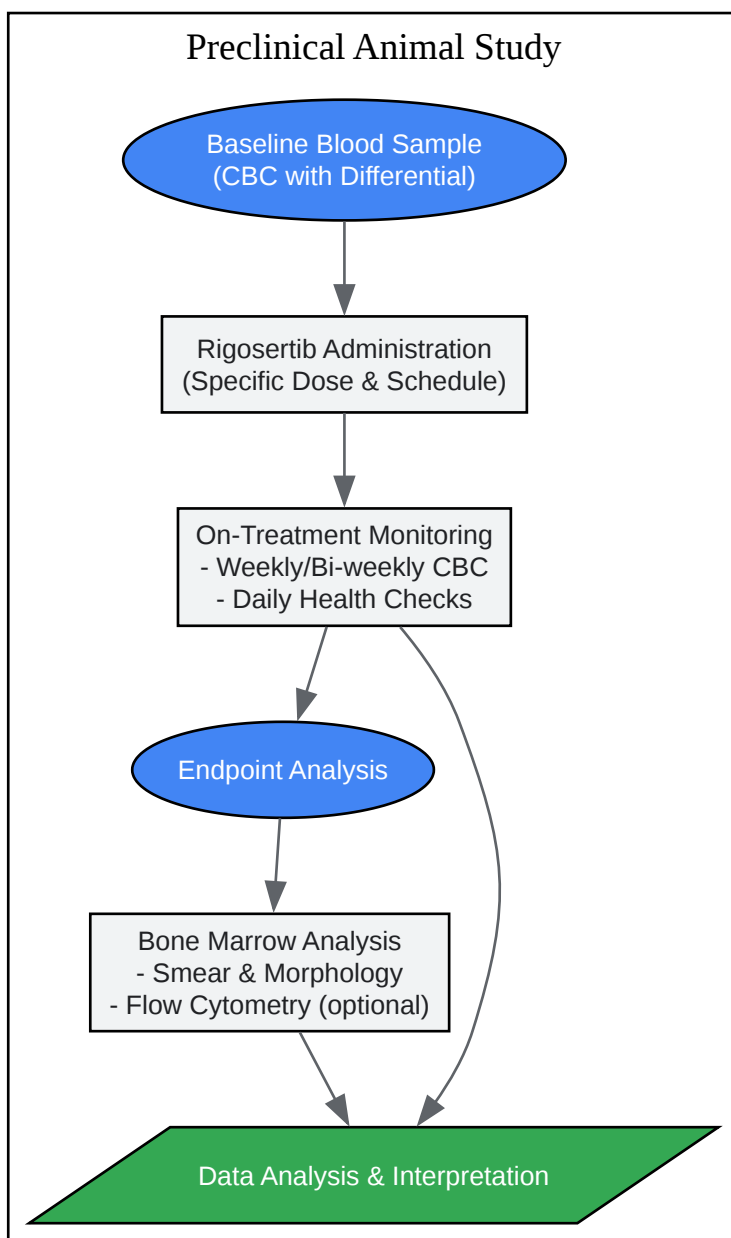 Preclinical Animal Study
Baseline Blood Sample
(CBC with Differential)
Rigosertib Administration
(Specific Dose & Schedule)
On-Treatment Monitoring
- Weekly/Bi-weekly CBC
- Daily Health Checks
Endpoint Analysis
Bone Marrow Analysis
- Smear & Morphology
- Flow Cytometry (optional)
Data Analysis & Interpretation